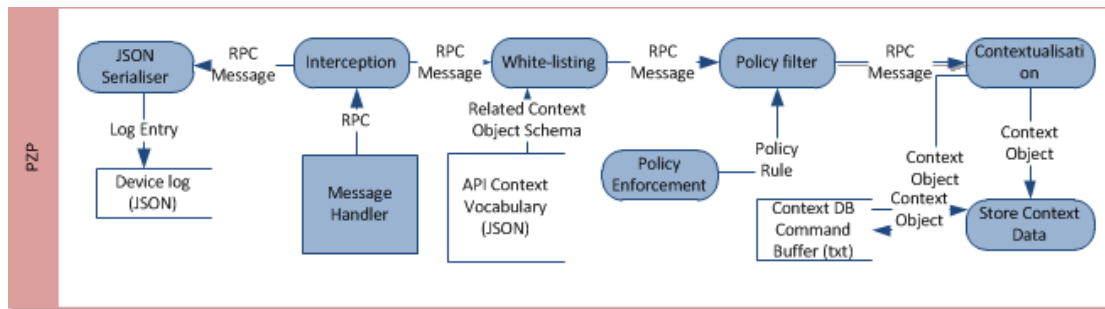 PZP
JSON
Serialiser
RPC
Message
Interception
RPC
Message
White-listing
RPC
Message
Policy filter
RPC
Message
Contextualisati
on
Log Entry
RPC
Related Context
Object Schema
Device log
(JSON)
Message
Handler
API Context
Vocabulary
(JSON)
Policy
Enforcement
Policy
Rule
Context
Object
Context
Object
Context DB
Command
Buffer (txt)
Context
Object
Store Context
Data